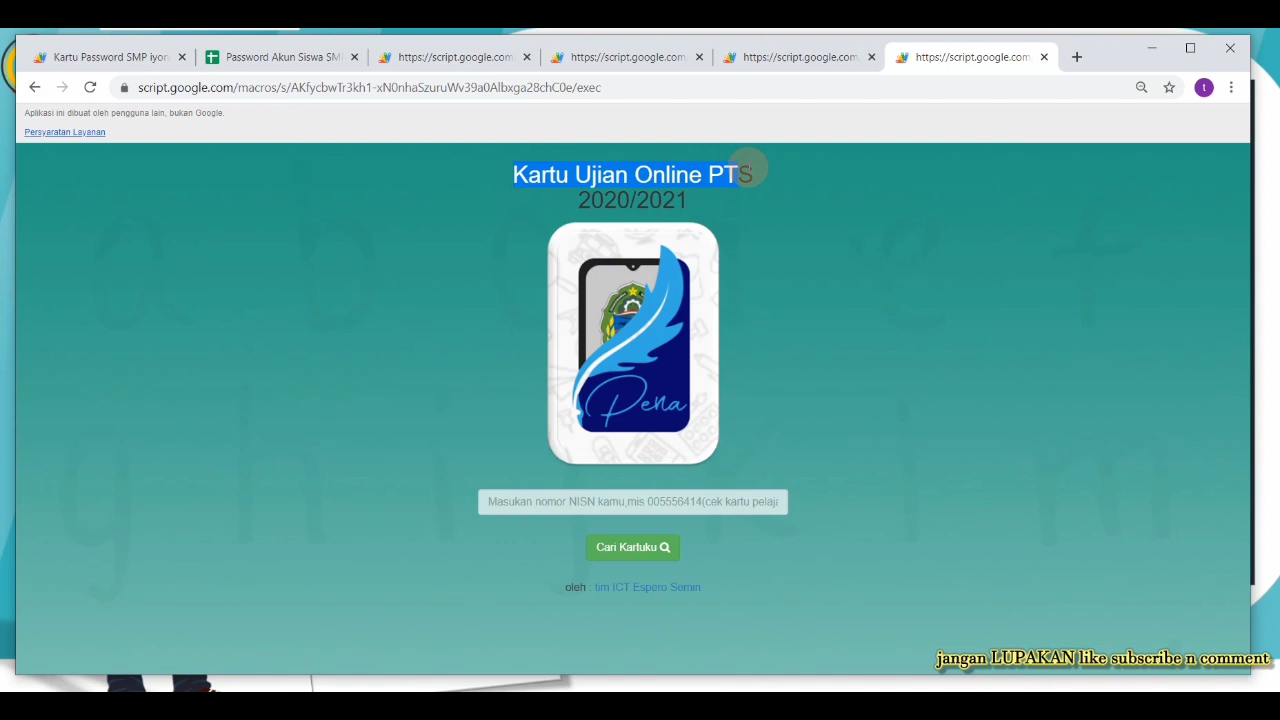 Kartu Password SMP iyon
Password Akun Siswa SM
https://script.google.com
https://script.google.com
https://script.google.com
https://script.google.com
script.google.com/macros/s/AKfycbwTr3kh1-xN0nhaSzuruWv39a0Albxga28chC0e/exec
t
Aplikasi ini dibuat oleh pengguna lain, bukan Google.
Persyaratan Layanan
Kartu Ujian Online PTS
2020/2021
Pena
Masukan nomor NISN kamu,mis 005556414(cek kartu pelaja
Cari Kartuku
oleh : tim ICT Espero Semin
jangan LUPAKAN like subscribe n comment